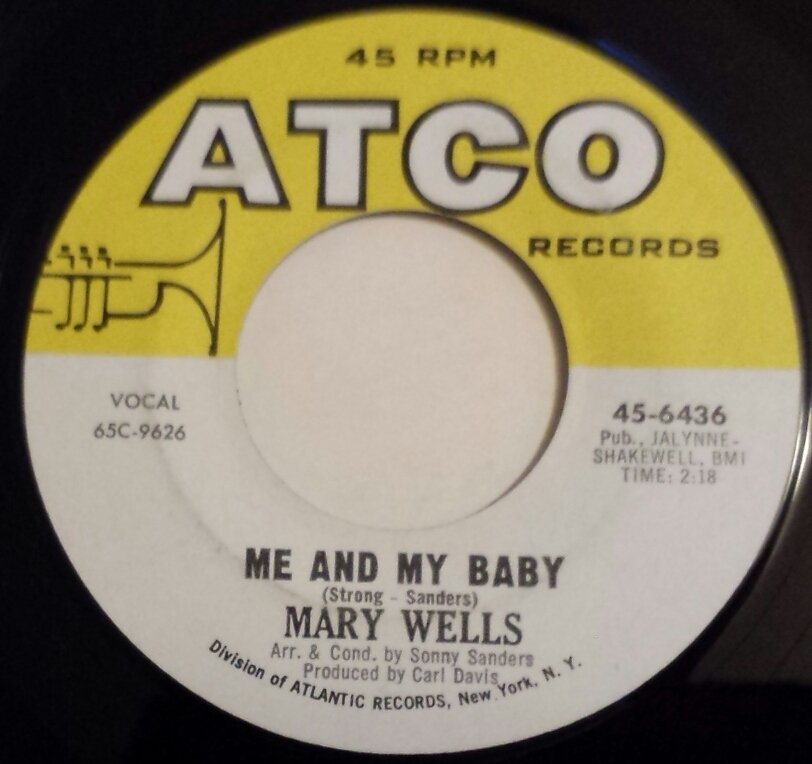 45 RPM
ATCO
RECORDS
VOCAL
65C-9626
45-6436
Pub., JALYNNE-
SHAKEWELL, BMI
TIME: 2:18
ME AND MY BABY
(Strong - Sanders)
MARY WELLS
Arr. & Cond. by Sonny Sanders
Produced by Carl Davis
Division of ATLANTIC RECORDS, New York, N. Y.